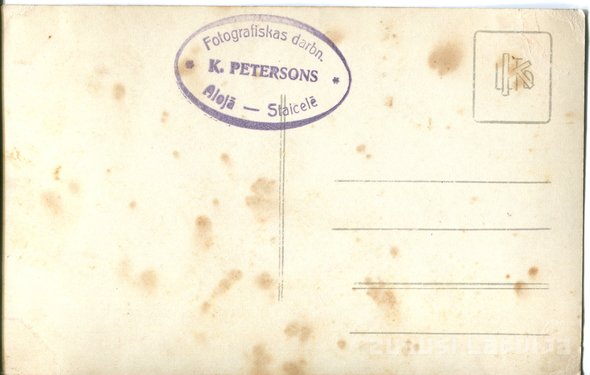 Fotografiskas darbn.
* K. PETERSONS *
Alojā — Staicelē